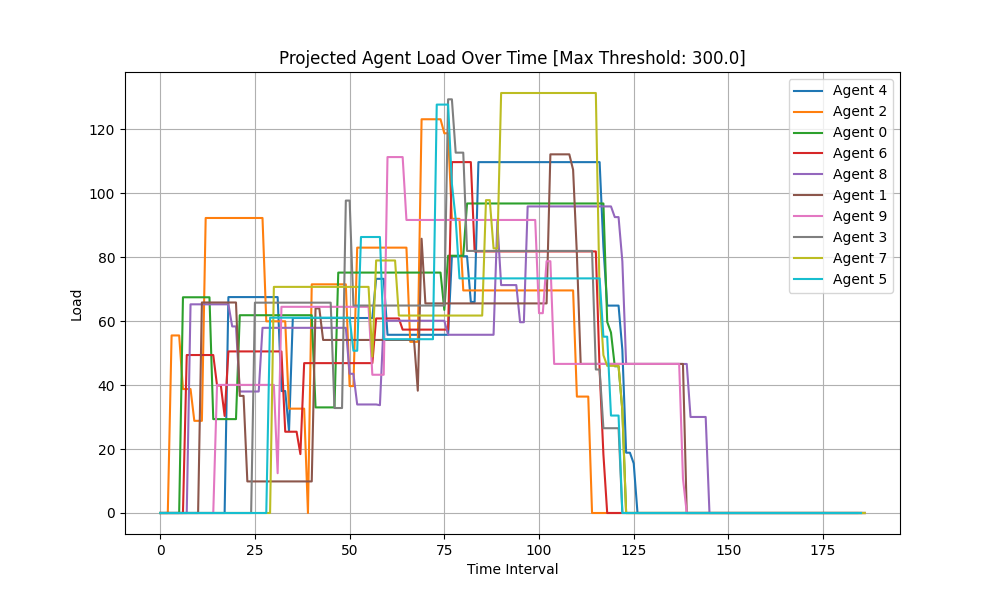 Projected Agent Load Over Time [Max Threshold: 300.0]
Load
120
100
80
60
40
20
0
0 25 50 75 100 125 150 175
Time Interval
Agent 4
Agent 2
Agent 0
Agent 6
Agent 8
Agent 1
Agent 9
Agent 3
Agent 7
Agent 5